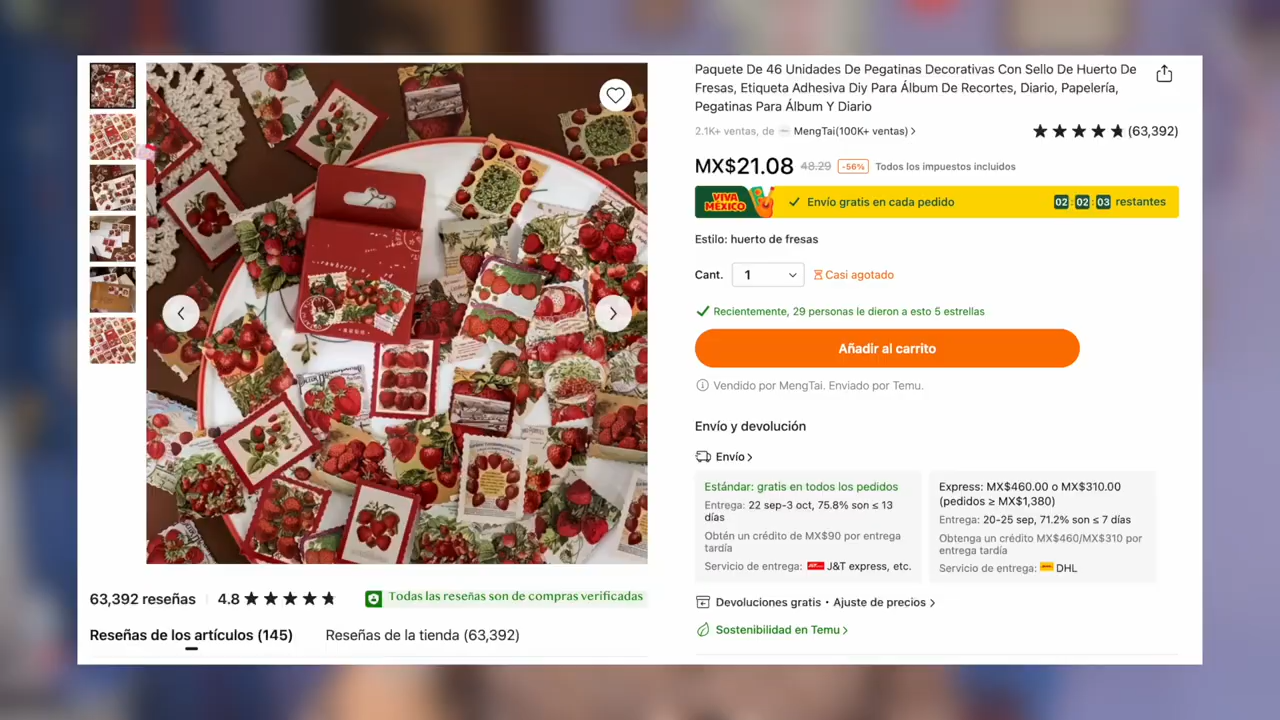 Paquete De 46 Unidades De Pegatinas Decorativas Con Sello De Huerto De
Fresas, Etiqueta Adhesiva Diy Para Álbum De Recortes, Diario, Papelería,
Pegatinas Para Álbum Y Diario
2.1K+ ventas, de MengTai(100K+ ventas)
(63,392)
MX$21.08 48.29 -56% Todos los impuestos incluidos
VIVA MÉXICO
Envío gratis en cada pedido
02:02:03 restantes
Estilo: huerto de fresas
Cant. 1 Casi agotado
Recientemente, 29 personas le dieron a esto 5 estrellas
Añadir al carrito
Vendido por MengTai. Enviado por Temu.
Envío y devolución
Envío
Estándar: gratis en todos los pedidos
Entrega: 22 sep-3 oct, 75.8% son ≤ 13
días
Obtén un crédito de MX$90 por entrega
tardía
Servicio de entrega: J&T express, etc.
Express: MX$460.00 o MX$310.00
(pedidos ≥ MX$1,380)
Entrega: 20-25 sep, 71.2% son ≤ 7 días
Obtenga un crédito MX$460/MX$310 por
entrega tardía
Servicio de entrega: DHL
Devoluciones gratis・Ajuste de precios
Sostenibilidad en Temu
63,392 reseñas 4.8
Todas las reseñas son de compras verificadas
Reseñas de los artículos (145) Reseñas de la tienda (63,392)